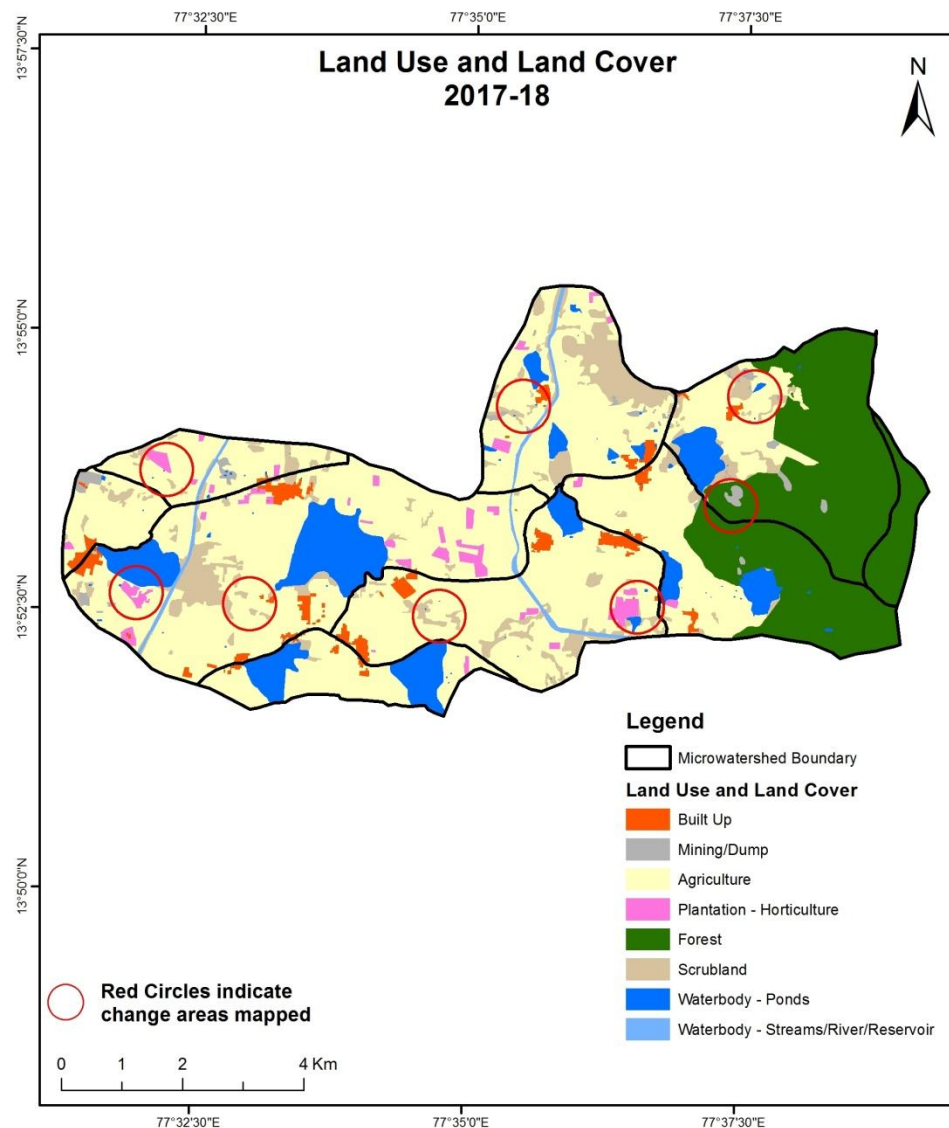 77°32'30"E 77°35'0"E 77°37'30"E
13°57'30"N
Land Use and Land Cover
2017-18
N
13°55'0"N
13°52'30"N
13°50'0"N
Legend
Microwatershed Boundary
Land Use and Land Cover
Built Up
Mining/Dump
Agriculture
Plantation - Horticulture
Forest
Scrubland
Waterbody - Ponds
Waterbody - Streams/River/Reservoir
Red Circles indicate
change areas mapped
0 1 2 4 Km
77°32'30"E 77°35'0"E 77°37'30"E